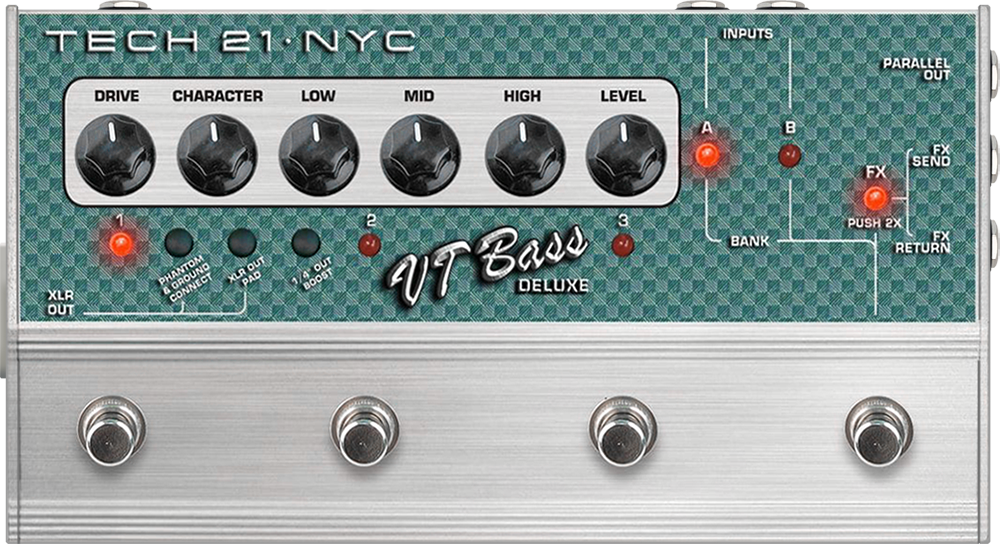 TECH 21·NYC
INPUTS
PARALLEL
OUT
DRIVE
CHARACTER
LOW
MID
HIGH
LEVEL
A
B
FX
SEND
FX
PUSH 2X
FX
RETURN
BANK
1
2
3
PHANTOM
& GROUND
CONNECT
XLR OUT
PAD
1/4" OUT
BOOST
VT Bass
DELUXE
XLR
OUT